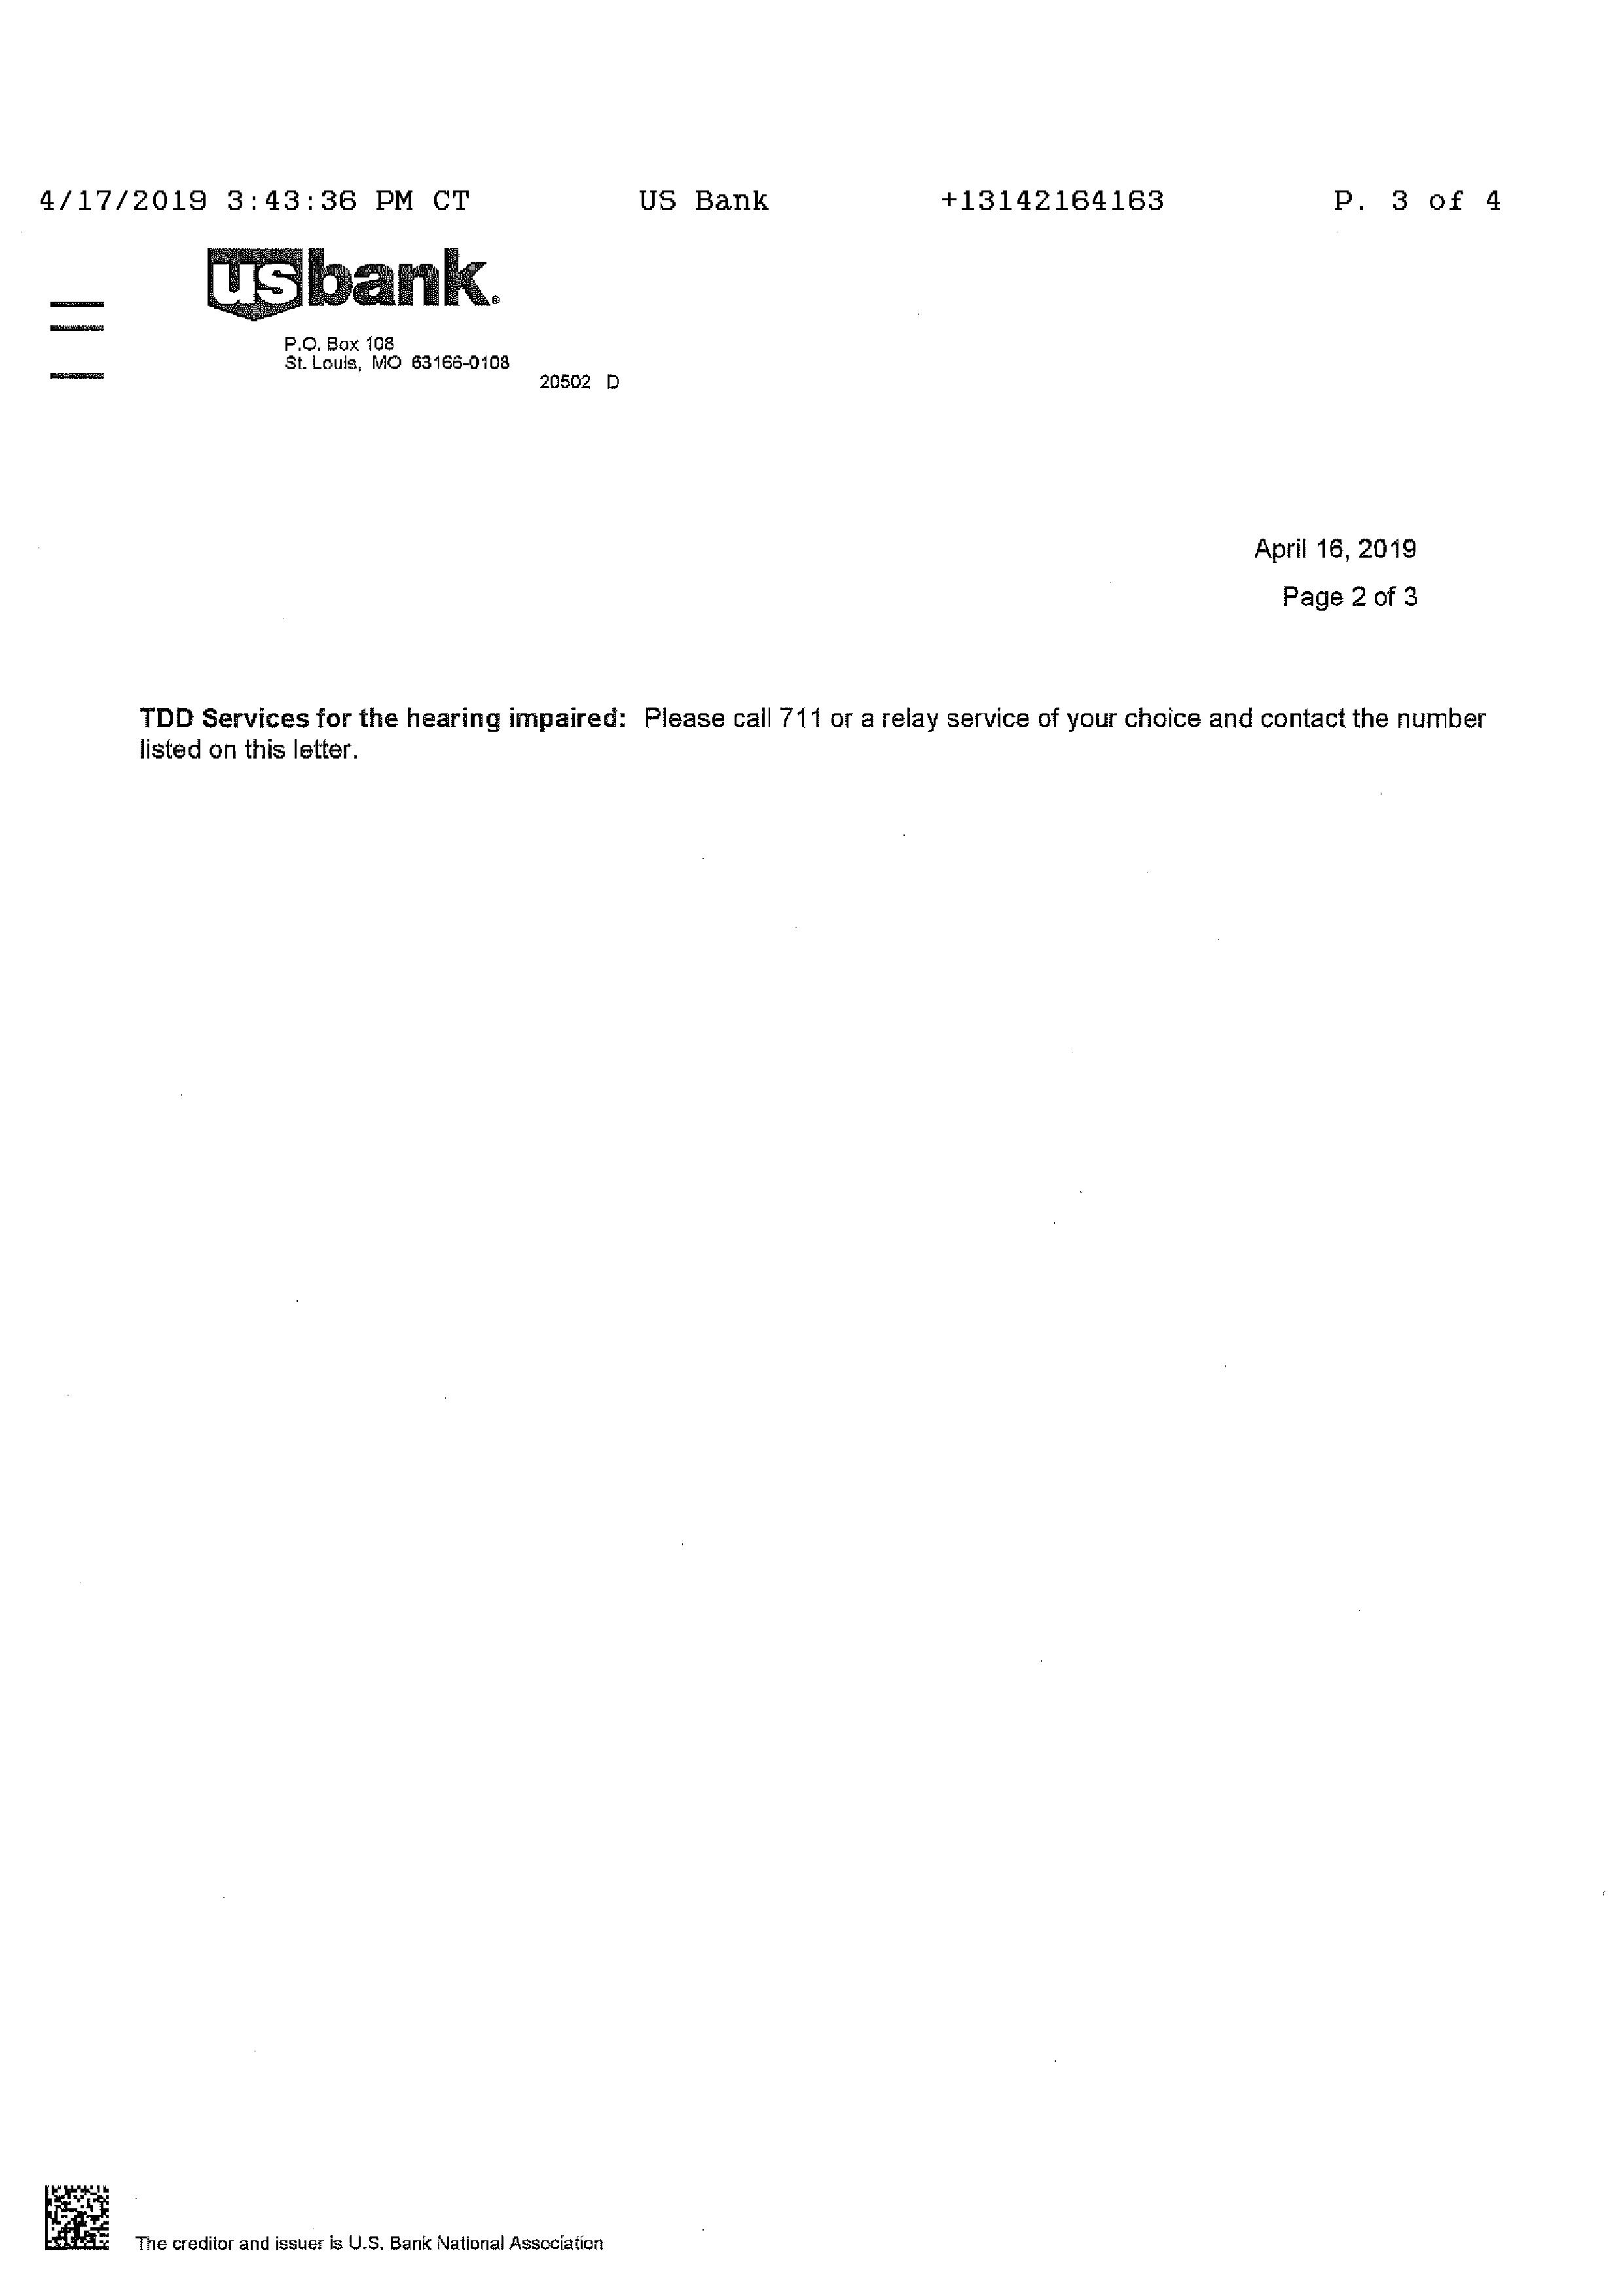 4/17/2019 3:43:36 PM CT US Bank +13142164163 P. 3 of 4
usbank.
P.O. Box 108
St. Louis, MO 63166-0108
20502 D
April 16, 2019
Page 2 of 3
TDD Services for the hearing impaired: Please call 711 or a relay service of your choice and contact the number
listed on this letter.
The creditor and issuer is U.S. Bank National Association